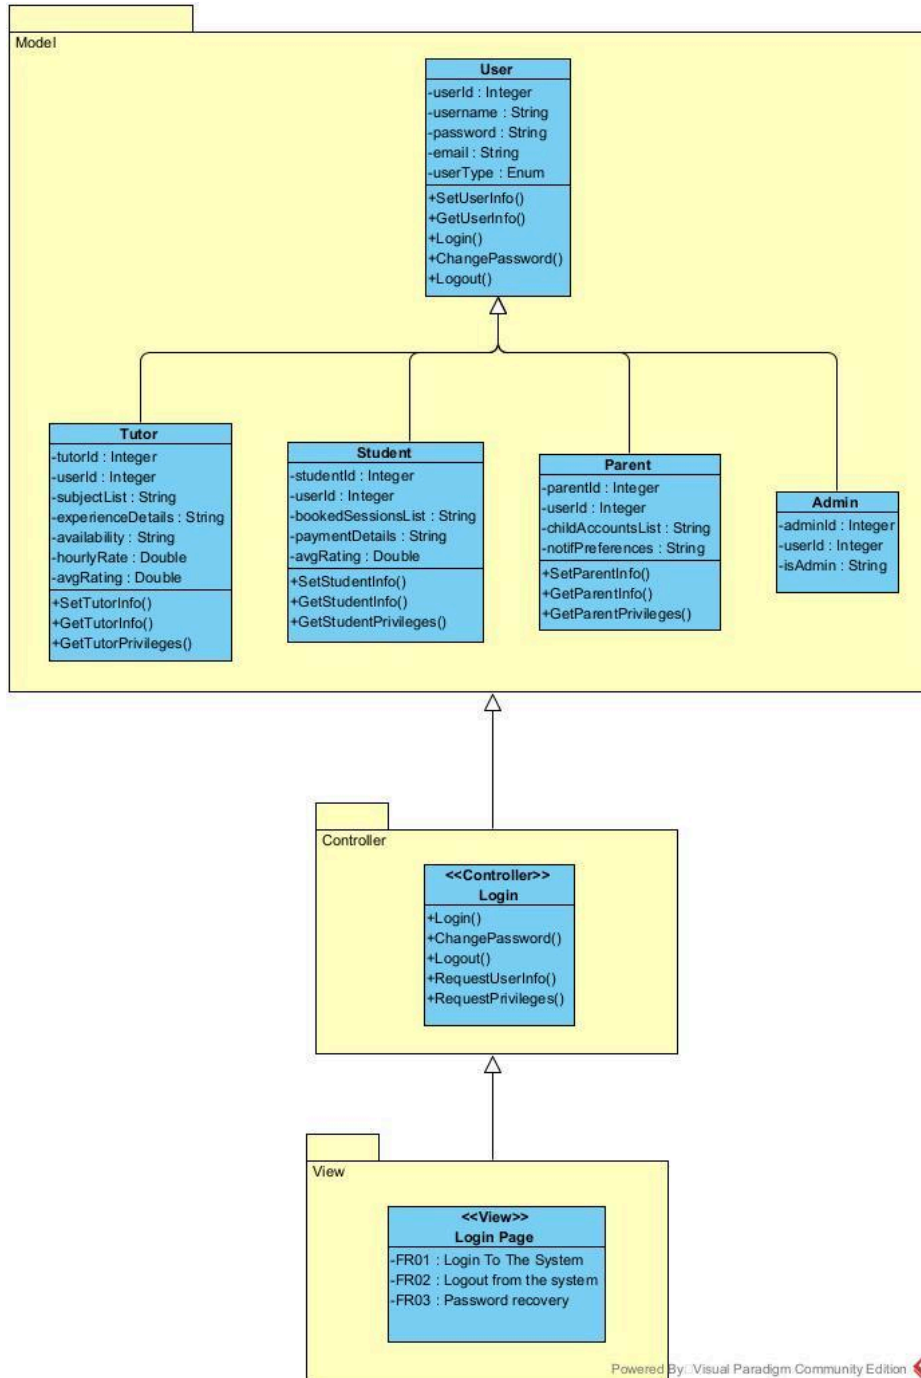 Model
User
-userId : Integer
-username : String
-password : String
-email : String
-userType : Enum
+SetUserInfo()
+GetUserInfo()
+Login()
+ChangePassword()
+Logout()
Tutor
-tutorId : Integer
-userId : Integer
-subjectList : String
-experienceDetails : String
-availability : String
-hourlyRate : Double
-avgRating : Double
+SetTutorInfo()
+GetTutorInfo()
+GetTutorPrivileges()
Student
-studentId : Integer
-userId : Integer
-bookedSessionsList : String
-paymentDetails : String
-avgRating : Double
+SetStudentInfo()
+GetStudentInfo()
+GetStudentPrivileges()
Parent
-parentId : Integer
-userId : Integer
-childAccountsList : String
-notifPreferences : String
+SetParentInfo()
+GetParentInfo()
+GetParentPrivileges()
Admin
-adminId : Integer
-userId : Integer
-isAdmin : String
Controller
<<Controller>>
Login
+Login()
+ChangePassword()
+Logout()
+RequestUserInfo()
+RequestPrivileges()
View
<<View>>
Login Page
-FR01 : Login To The System
-FR02 : Logout from the system
-FR03 : Password recovery
Powered By Visual Paradigm Community Edition